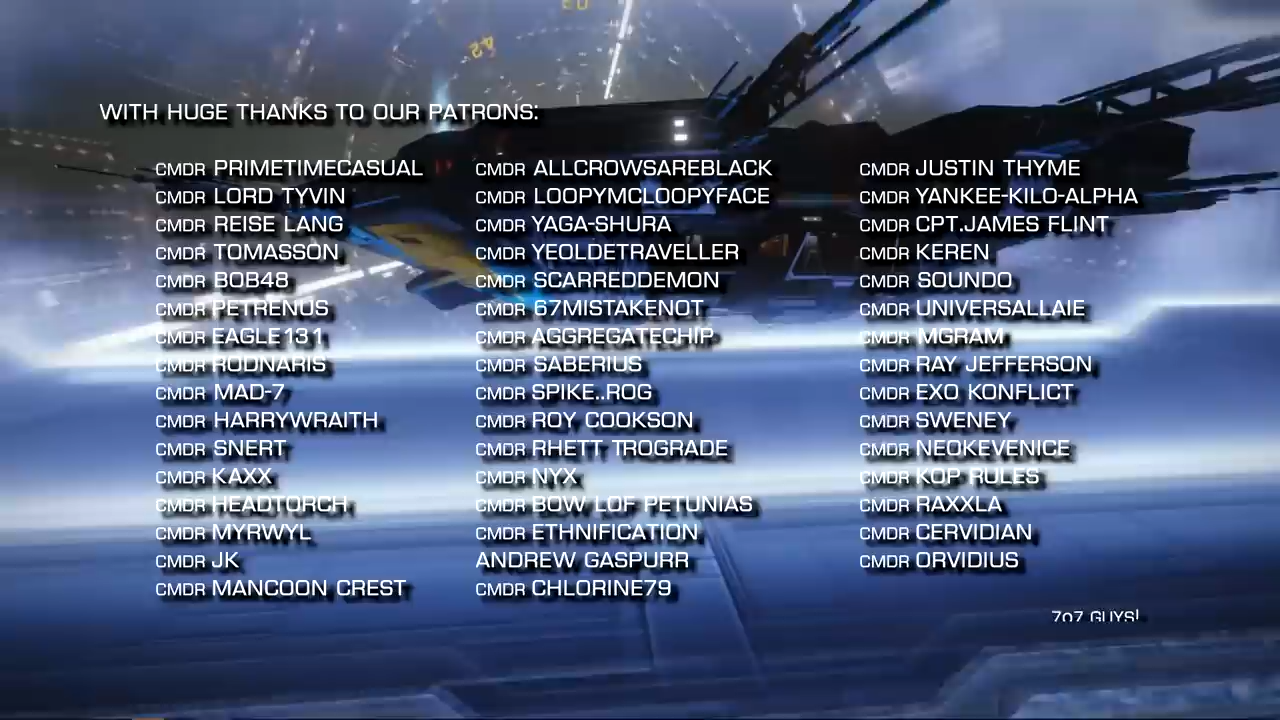 WITH HUGE THANKS TO OUR PATRONS:
CMDR PRIMETIMECASUAL
CMDR LORD TYVIN
CMDR REISE LANG
CMDR TOMASSON
CMDR BOB48
CMDR PETRENUS
CMDR EAGLE131
CMDR RODNARIS
CMDR MAD-7
CMDR HARRYWRAITH
CMDR SNERT
CMDR KAXX
CMDR HEADTORCH
CMDR MYRWYL
CMDR JK
CMDR MANCOON CREST
CMDR ALLCROWSAREBLACK
CMDR LOOPYMCLOOPYFACE
CMDR YAGA-SHURA
CMDR YEOLDETRAVELLER
CMDR SCARREDDEMON
CMDR 67MISTAKENOT
CMDR AGGREGATECHIP
CMDR SABERIUS
CMDR SPIKE..ROG
CMDR ROY COOKSON
CMDR RHETT TROGRADE
CMDR NYX
CMDR BOW LOF PETUNIAS
CMDR ETHNIFICATION
ANDREW GASPURR
CMDR CHLORINE79
CMDR JUSTIN THYME
CMDR YANKEE-KILO-ALPHA
CMDR CPT.JAMES FLINT
CMDR KEREN
CMDR SOUNDO
CMDR UNIVERSALLAIE
CMDR MGRAM
CMDR RAY JEFFERSON
CMDR EXO KONFLICT
CMDR SWENEY
CMDR NEOKEVENICE
CMDR KOP RULES
CMDR RAXXLA
CMDR CERVIDIAN
CMDR ORVIDIUS
7o7 GUYS!
42